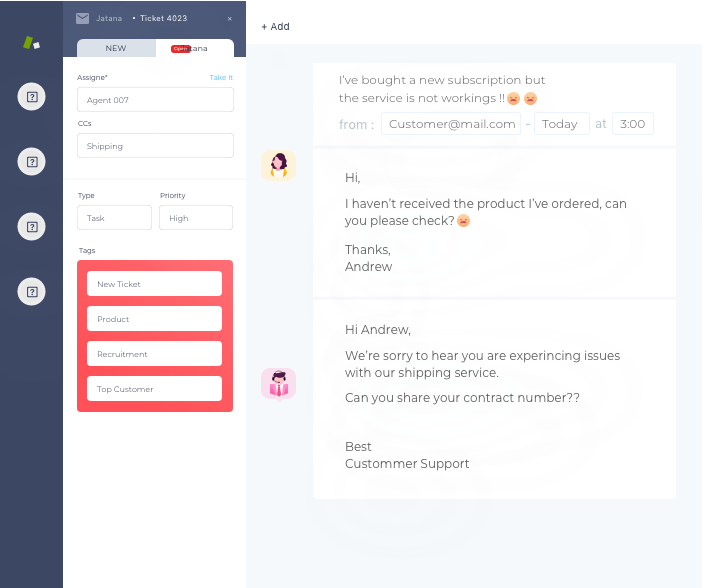 Jatana • Ticket 4023 ×
+ Add
NEW
Open tana
Assigne* Take it
Agent 007
CCs
Shipping
Type Priority
Task High
Tags
New Ticket
Product
Recruitment
Top Customer
I’ve bought a new subscription but
the service is not workings !!
from : Customer@mail.com - Today at 3:00
Hi,
I haven’t received the product I’ve ordered, can
you please check?
Thanks,
Andrew
Hi Andrew,
We’re sorry to hear you are experincing issues
with our shipping service.
Can you share your contract number??
Best
Custommer Support